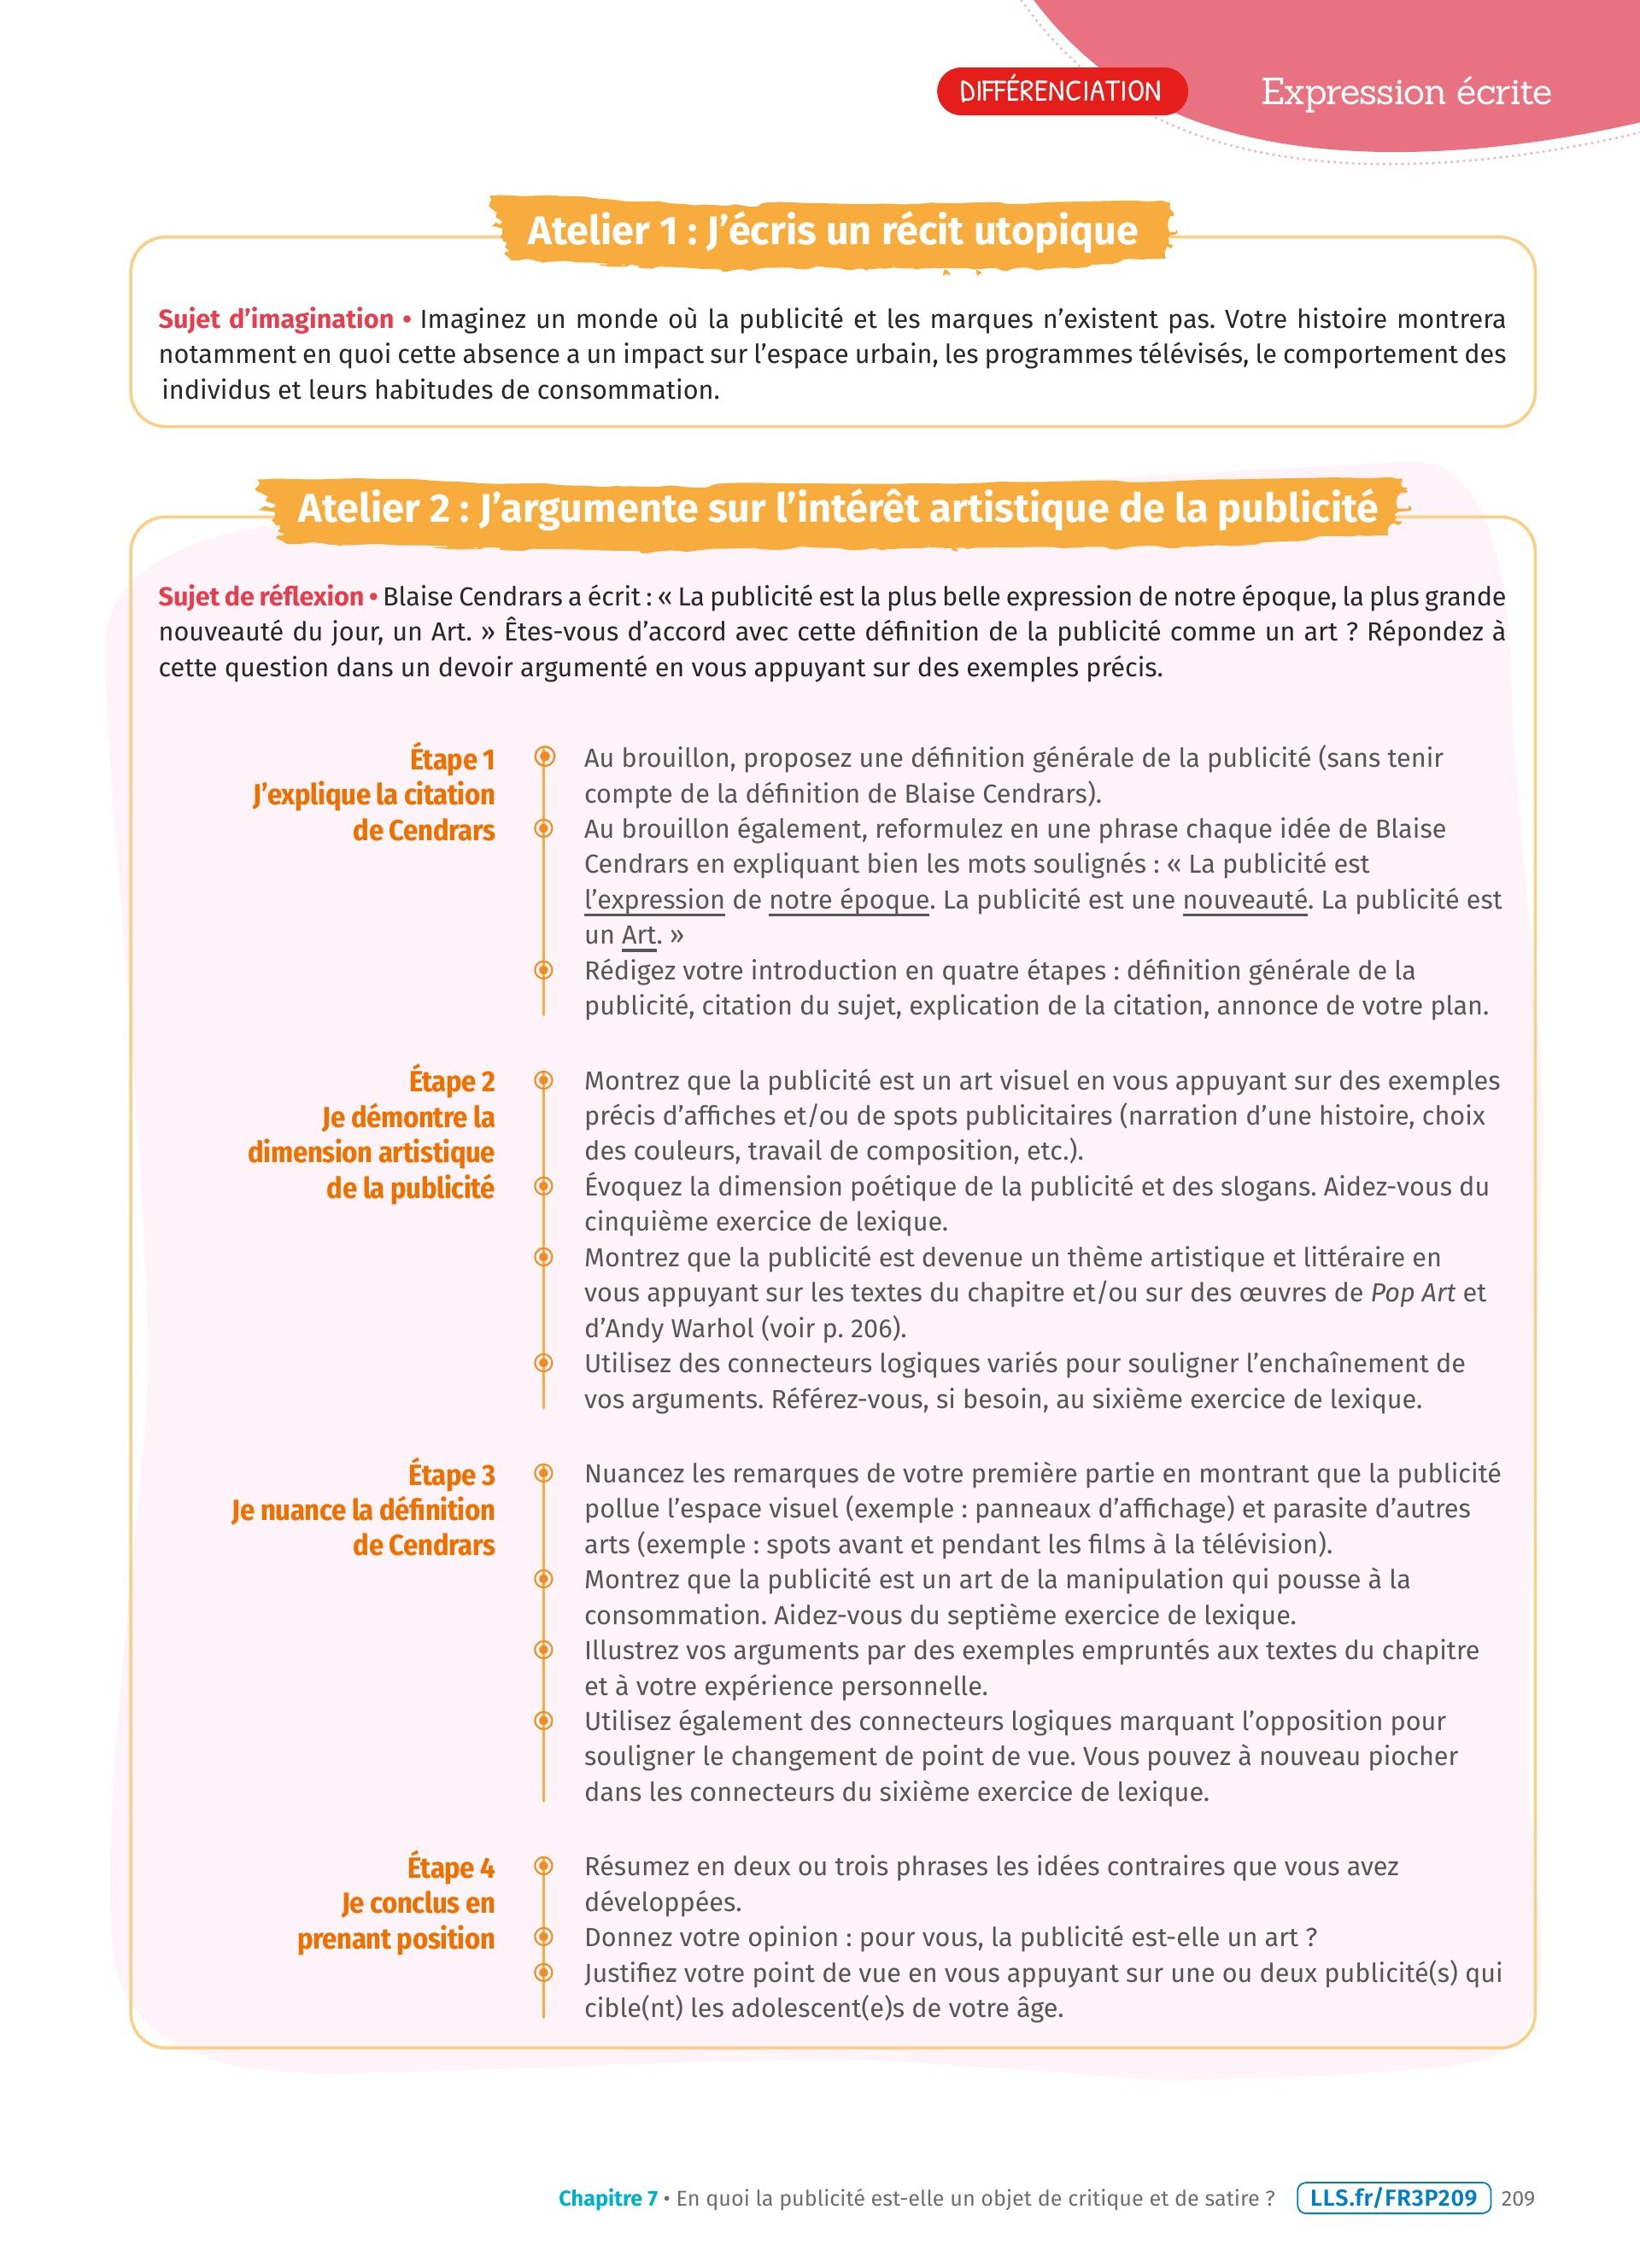 DIFFÉRENCIATION
Expression écrite
Atelier 1 : J’écris un récit utopique
Sujet d’imagination • Imaginez un monde où la publicité et les marques n’existent pas. Votre histoire montrera
notamment en quoi cette absence a un impact sur l’espace urbain, les programmes télévisés, le comportement des
individus et leurs habitudes de consommation.
Atelier 2 : J’argumente sur l’intérêt artistique de la publicité
Sujet de réflexion • Blaise Cendrars a écrit : « La publicité est la plus belle expression de notre époque, la plus grande
nouveauté du jour, un Art. » Êtes-vous d’accord avec cette définition de la publicité comme un art ? Répondez à
cette question dans un devoir argumenté en vous appuyant sur des exemples précis.
Étape 1
J’explique la citation
de Cendrars
Au brouillon, proposez une définition générale de la publicité (sans tenir
compte de la définition de Blaise Cendrars).
Au brouillon également, reformulez en une phrase chaque idée de Blaise
Cendrars en expliquant bien les mots soulignés : « La publicité est
l’expression de notre époque. La publicité est une nouveauté. La publicité est
un Art. »
Rédigez votre introduction en quatre étapes : définition générale de la
publicité, citation du sujet, explication de la citation, annonce de votre plan.
Étape 2
Je démontre la
dimension artistique
de la publicité
Montrez que la publicité est un art visuel en vous appuyant sur des exemples
précis d’affiches et/ou de spots publicitaires (narration d’une histoire, choix
des couleurs, travail de composition, etc.).
Évoquez la dimension poétique de la publicité et des slogans. Aidez-vous du
cinquième exercice de lexique.
Montrez que la publicité est devenue un thème artistique et littéraire en
vous appuyant sur les textes du chapitre et/ou sur des œuvres de Pop Art et
d’Andy Warhol (voir p. 206).
Utilisez des connecteurs logiques variés pour souligner l’enchaînement de
vos arguments. Référez-vous, si besoin, au sixième exercice de lexique.
Étape 3
Je nuance la définition
de Cendrars
Nuancez les remarques de votre première partie en montrant que la publicité
pollue l’espace visuel (exemple : panneaux d’affichage) et parasite d’autres
arts (exemple : spots avant et pendant les films à la télévision).
Montrez que la publicité est un art de la manipulation qui pousse à la
consommation. Aidez-vous du septième exercice de lexique.
Illustrez vos arguments par des exemples empruntés aux textes du chapitre
et à votre expérience personnelle.
Utilisez également des connecteurs logiques marquant l’opposition pour
souligner le changement de point de vue. Vous pouvez à nouveau piocher
dans les connecteurs du sixième exercice de lexique.
Étape 4
Je conclus en
prenant position
Résumez en deux ou trois phrases les idées contraires que vous avez
développées.
Donnez votre opinion : pour vous, la publicité est-elle un art ?
Justifiez votre point de vue en vous appuyant sur une ou deux publicité(s) qui
cible(nt) les adolescent(e)s de votre âge.
Chapitre 7 • En quoi la publicité est-elle un objet de critique et de satire ? LLS.fr/FR3P209 209